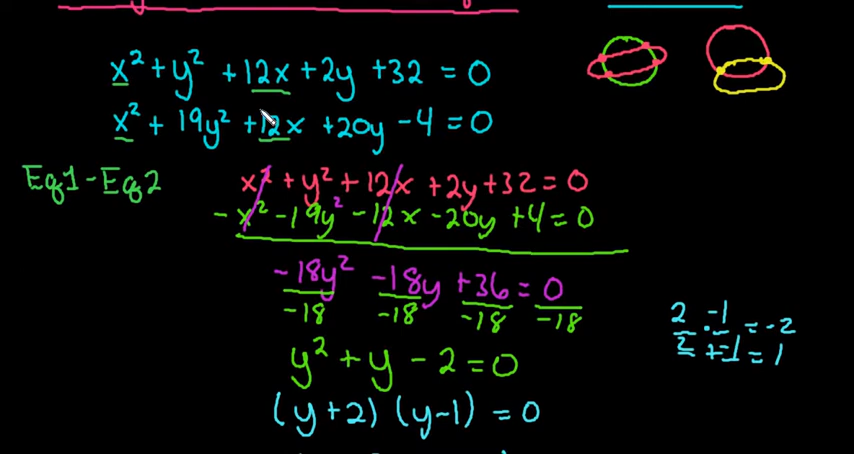 x² + y² + 12x + 2y + 32 = 0
x² + 19y² + 12x + 20y - 4 = 0
Eq1 - Eq2
x² + y² + 12x + 2y + 32 = 0
- x² - 19y² - 12x - 20y + 4 = 0
-18y² -18y +36 = 0
-18 -18 -18 -18
y² + y - 2 = 0
(y+2) (y-1) = 0
2 · -1 = -2
2 + -1 = 1